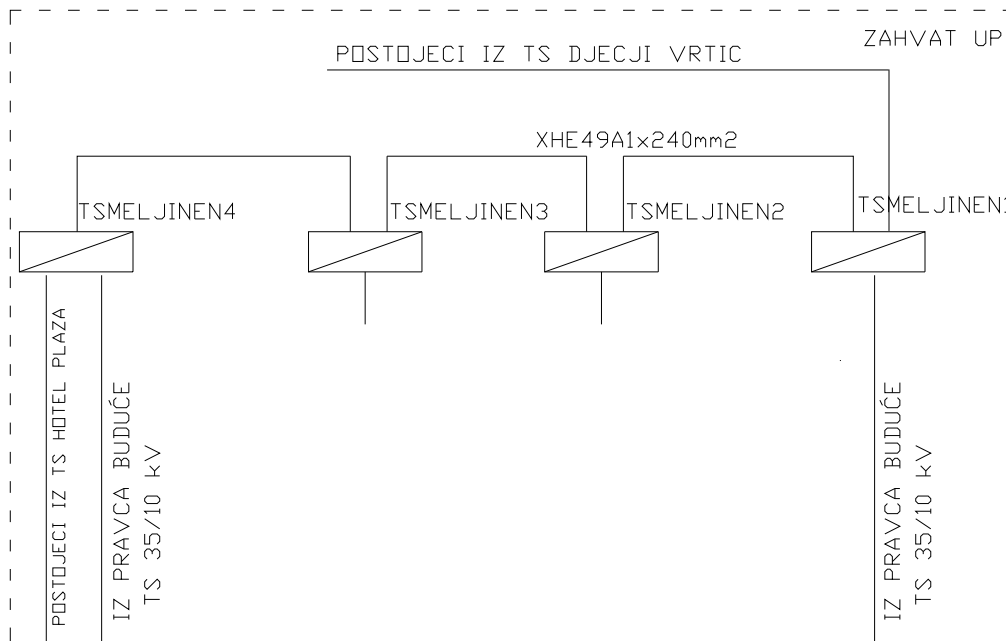 ZAHVAT UP
POSTOJECI IZ TS DJECJI VRTIC
XHE49A1x240mm2
TSMELJINEN4
TSMELJINEN3
TSMELJINEN2
TSMELJINEN1
POSTOJECI IZ TS HOTEL PLAZA
IZ PRAVCA BUDUĆE
TS 35/10 kV
IZ PRAVCA BUDUĆE
TS 35/10 kV